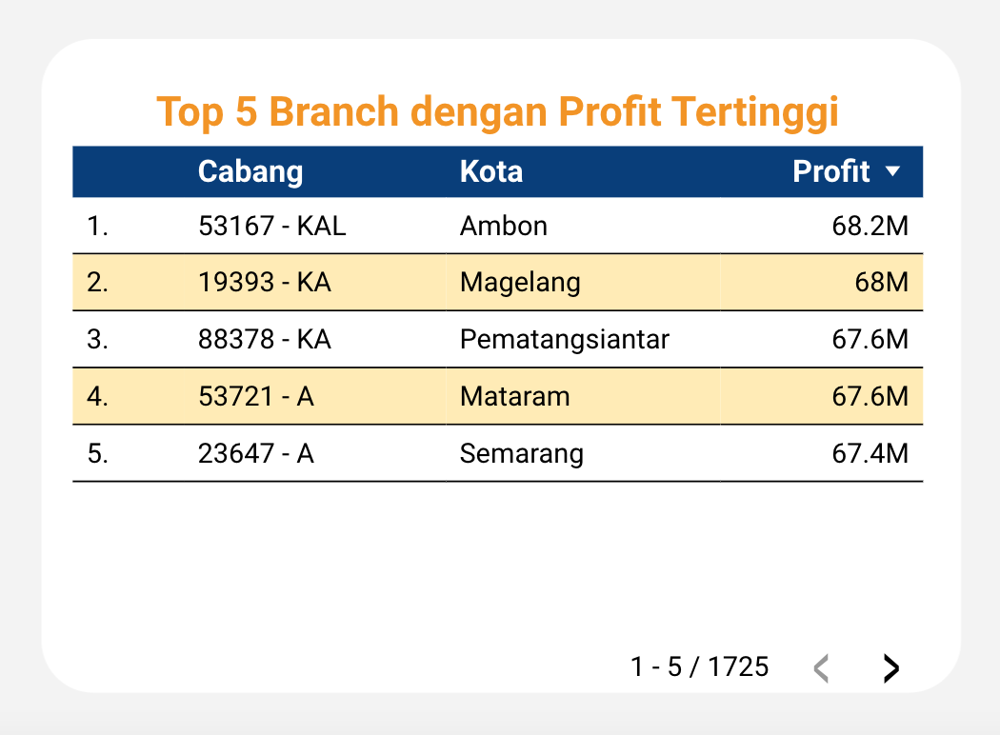 Top 5 Branch dengan Profit Tertinggi
Cabang Kota Profit
1. 53167 - KAL Ambon 68.2M
2. 19393 - KA Magelang 68M
3. 88378 - KA Pematangsiantar 67.6M
4. 53721 - A Mataram 67.6M
5. 23647 - A Semarang 67.4M
1 - 5 / 1725